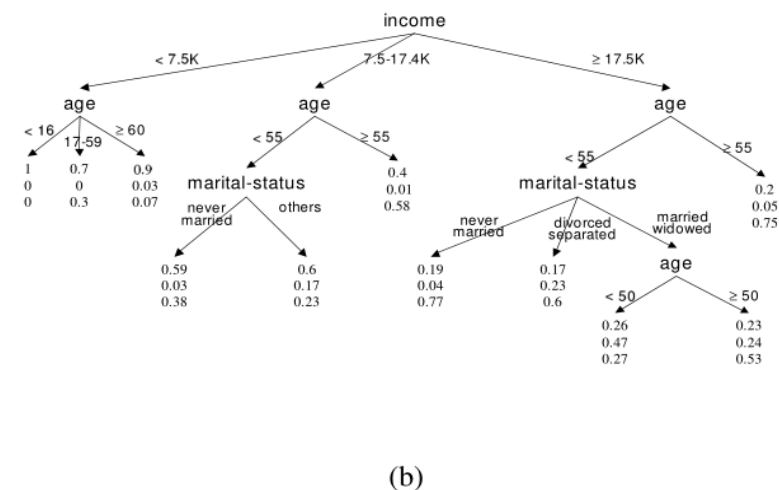 income
< 7.5K
7.5-17.4K
≥ 17.5K
age
age
age
< 16
17-59
≥ 60
< 55
≥ 55
< 55
≥ 55
1
0
0
0.7
0
0.3
0.9
0.03
0.07
marital-status
0.4
0.01
0.58
marital-status
0.2
0.05
0.75
never
married
others
never
married
divorced
separated
married
widowed
0.59
0.03
0.38
0.6
0.17
0.23
0.19
0.04
0.77
0.17
0.23
0.6
age
< 50
≥ 50
0.26
0.47
0.27
0.23
0.24
0.53
(b)